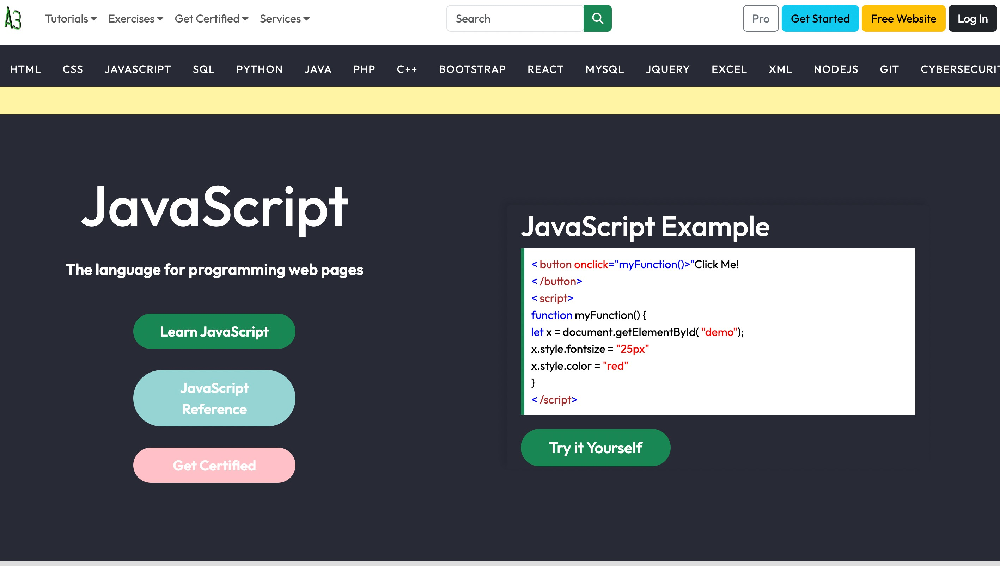 A3
Tutorials Exercises Get Certified Services Search Pro Get Started Free Website Log In
HTML CSS JAVASCRIPT SQL PYTHON JAVA PHP C++ BOOTSTRAP REACT MYSQL JQUERY EXCEL XML NODEJS GIT CYBERSECURIT
JavaScript
The language for programming web pages
Learn JavaScript
JavaScript
Reference
Get Certified
JavaScript Example
< button onclick="myFunction()>"Click Me!
< /button>
< script>
function myFunction() {
let x = document.getElementById( "demo");
x.style.fontsize = "25px"
x.style.color = "red"
}
< /script>
Try it Yourself